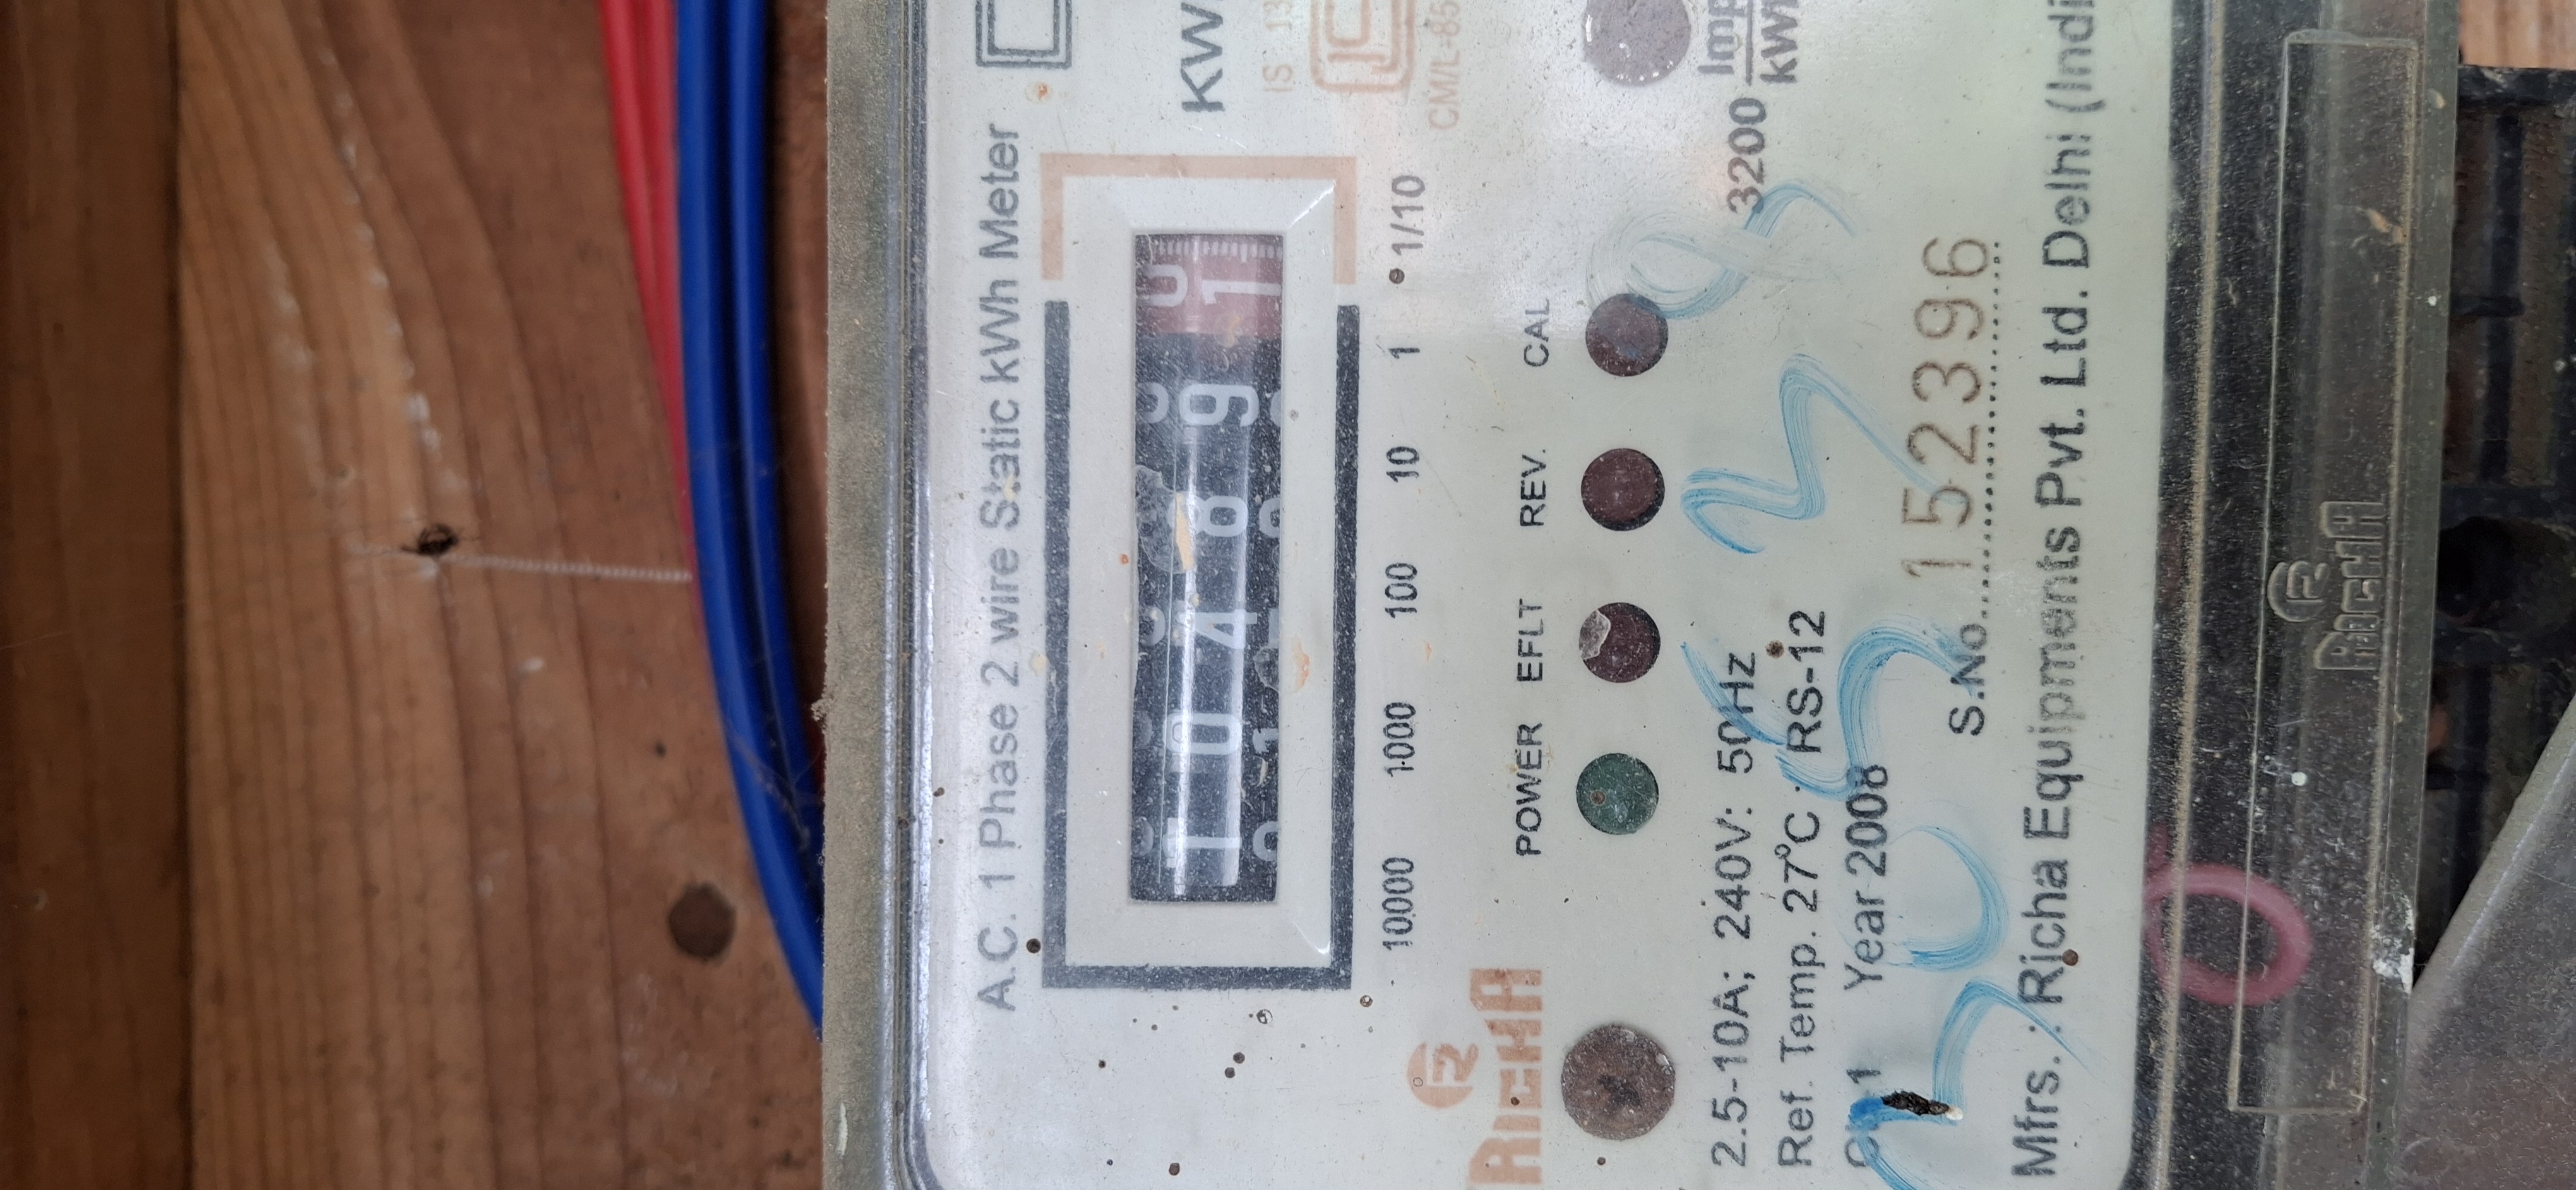 A.C. 1 Phase 2 wire Static kWh Meter
KW
IS 13
CM/L-85
1 0 4 8 9 1
10000 1000 100 10 1 1/10
POWER EFLT REV. CAL
RICHA
2.5-10A; 240V: 50Hz 3200 Imp
kWh
Ref. Temp. 27°C RS-12
Year 2008
S.No. 152396
Mfrs. : Richa Equipments Pvt. Ltd. Delhi (Indi
RICHA